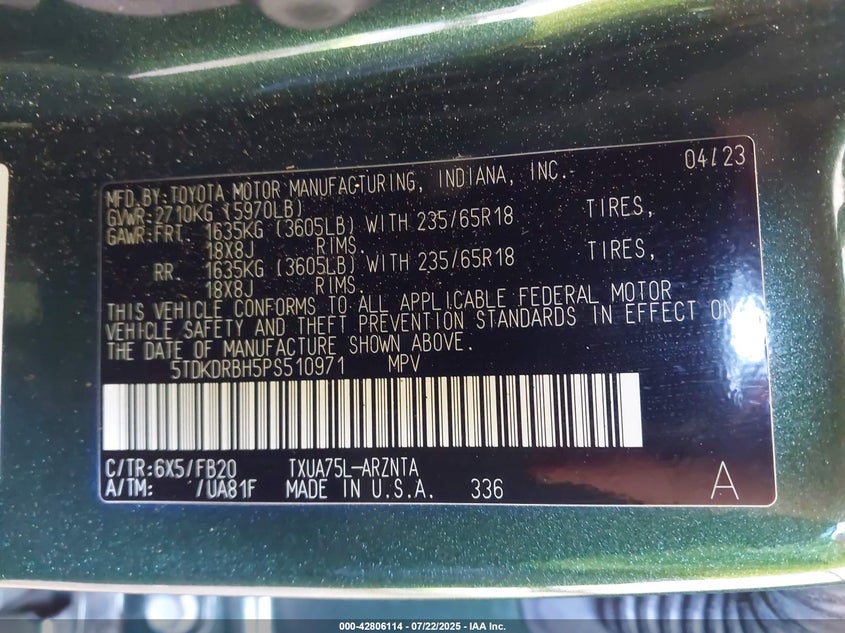 04/23
MFD.BY:TOYOTA MOTOR MANUFACTURING, INDIANA, INC.
GVWR:2710KG (5970LB)
GAWR:FRT. 1635KG (3605LB) WITH 235/65R18 TIRES,
18X8J RIMS.
RR. 1635KG (3605LB) WITH 235/65R18 TIRES,
18X8J RIMS.
THIS VEHICLE CONFORMS TO ALL APPLICABLE FEDERAL MOTOR
VEHICLE SAFETY AND THEFT PREVENTION STANDARDS IN EFFECT ON
THE DATE OF MANUFACTURE SHOWN ABOVE.
5TDKDRBH5PS510971 MPV
C/TR:6X5/FB20 TXUA75L-ARZNTA
A/TM: /UA81F MADE IN U.S.A. 336 A
000-42806114 - 07/22/2025 - IAA Inc.